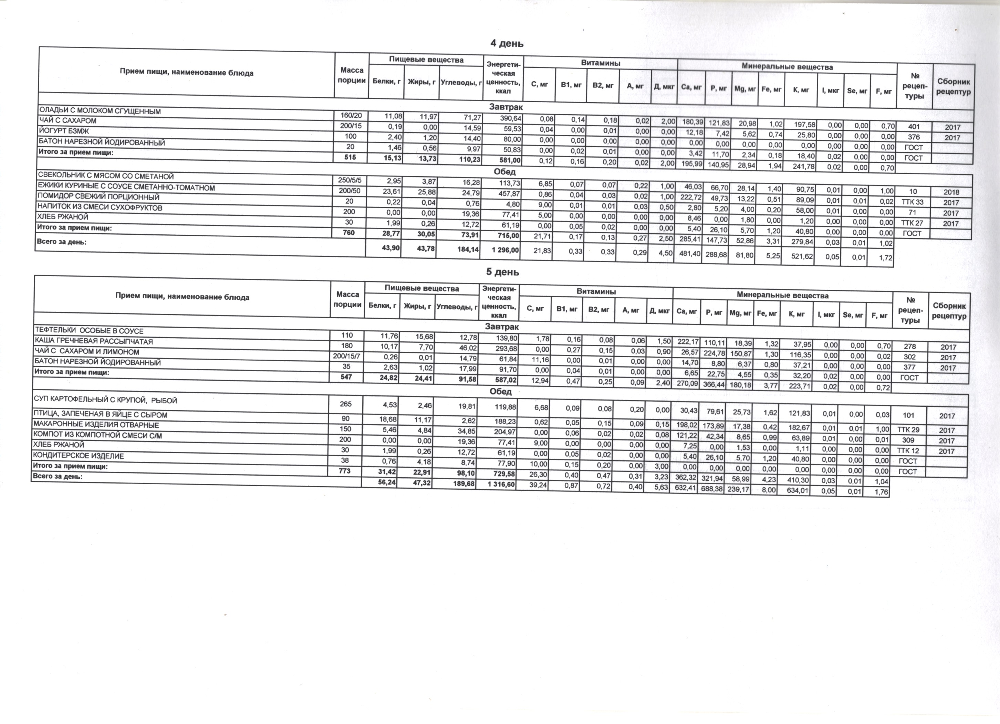 4 день
Прием пищи, наименование блюда Масса порции Пищевые вещества Энергети-ческая ценность, ккал Витамины Минеральные вещества № рецеп-туры Сборник рецептур
Белки, г Жиры, г Углеводы, г С, мг В1, мг В2, мг А, мг Д, мкг Ca, мг P, мг Mg, мг Fe, мг К, мг I, мкг Se, мг F, мг
Завтрак
ОЛАДЬИ С МОЛОКОМ СГУЩЕННЫМ 160/20 11,08 11,97 71,27 390,64 0,08 0,14 0,18 0,02 2,00 180,39 121,83 20,98 1,02 197,58 0,00 0,00 0,70 401 2017
ЧАЙ С САХАРОМ 200/15 0,19 0,00 14,59 59,53 0,04 0,00 0,01 0,00 0,00 12,18 7,42 5,62 0,74 25,80 0,00 0,00 0,00 376 2017
ЙОГУРТ БЗМЖ 100 2,40 1,20 14,40 80,00 0,00 0,00 0,00 0,00 0,00 0,00 0,00 0,00 0,00 0,00 0,00 0,00 0,00 ГОСТ
БАТОН НАРЕЗНОЙ ЙОДИРОВАННЫЙ 20 1,46 0,56 9,97 50,83 0,00 0,02 0,01 0,00 0,00 3,42 11,70 2,34 0,18 18,40 0,02 0,00 0,00 ГОСТ
Итого за прием пищи: 515 15,13 13,73 110,23 581,00 0,12 0,16 0,20 0,02 2,00 195,99 140,95 28,94 1,94 241,78 0,02 0,00 0,70
Обед
СВЕКОЛЬНИК С МЯСОМ СО СМЕТАНОЙ 250/5/5 2,95 3,87 16,28 113,73 6,85 0,07 0,07 0,22 1,00 46,03 66,70 28,14 1,40 90,75 0,01 0,00 1,00 10 2018
ЕЖИКИ КУРИНЫЕ С СОУСЕ СМЕТАННО-ТОМАТНОМ 200/50 23,61 25,88 24,79 457,87 0,86 0,04 0,03 0,02 1,00 222,72 49,73 13,22 0,51 89,09 0,01 0,01 0,02 ТТК 33 2017
ПОМИДОР СВЕЖИЙ ПОРЦИОННЫЙ 20 0,22 0,04 0,76 4,80 9,00 0,01 0,01 0,03 0,50 2,80 5,20 4,00 0,20 58,00 0,01 0,00 0,00 71 2017
НАПИТОК ИЗ СМЕСИ СУХОФРУКТОВ 200 0,00 0,00 19,36 77,41 5,00 0,00 0,00 0,00 0,00 8,46 0,00 1,80 0,00 1,20 0,00 0,00 0,00 ТТК 27 2017
ХЛЕБ РЖАНОЙ 30 1,99 0,26 12,72 61,19 0,00 0,05 0,02 0,00 0,00 5,40 26,10 5,70 1,20 40,80 0,00 0,00 0,00 ГОСТ
Итого за прием пищи: 760 28,77 30,05 73,91 715,00 21,71 0,17 0,13 0,27 2,50 285,41 147,73 52,86 3,31 279,84 0,03 0,01 1,02
Всего за день: 43,90 43,78 184,14 1 296,00 21,83 0,33 0,33 0,29 4,50 481,40 288,68 81,80 5,25 521,62 0,05 0,01 1,72
5 день
Прием пищи, наименование блюда Масса порции Пищевые вещества Энергети-ческая ценность, ккал Витамины Минеральные вещества № рецеп-туры Сборник рецептур
Белки, г Жиры, г Углеводы, г С, мг В1, мг В2, мг А, мг Д, мкг Ca, мг P, мг Mg, мг Fe, мг К, мг I, мкг Se, мг F, мг
Завтрак
ТЕФТЕЛЬКИ ОСОБЫЕ В СОУСЕ 110 11,76 15,68 12,78 139,80 1,78 0,16 0,08 0,06 1,50 222,17 110,11 18,39 1,32 37,95 0,00 0,00 0,70 278 2017
КАША ГРЕЧНЕВАЯ РАССЫПЧАТАЯ 180 10,17 7,70 46,02 293,68 0,00 0,27 0,15 0,03 0,90 26,57 224,78 150,87 1,30 116,35 0,00 0,00 0,02 302 2017
ЧАЙ С САХАРОМ И ЛИМОНОМ 200/15/7 0,26 0,01 14,79 61,84 11,16 0,00 0,01 0,00 0,00 14,70 8,80 6,37 0,80 37,21 0,00 0,00 0,00 377 2017
БАТОН НАРЕЗНОЙ ЙОДИРОВАННЫЙ 35 2,63 1,02 17,99 91,70 0,00 0,04 0,01 0,00 0,00 6,65 22,75 4,55 0,35 32,20 0,02 0,00 0,00 ГОСТ
Итого за прием пищи: 547 24,82 24,41 91,58 587,02 12,94 0,47 0,25 0,09 2,40 270,09 366,44 180,18 3,77 223,71 0,02 0,00 0,72
Обед
СУП КАРТОФЕЛЬНЫЙ С КРУПОЙ, РЫБОЙ 265 4,53 2,46 19,81 119,88 6,68 0,09 0,08 0,20 0,00 30,43 79,61 25,73 1,62 121,83 0,01 0,00 0,03 101 2017
ПТИЦА, ЗАПЕЧЕНАЯ В ЯЙЦЕ С СЫРОМ 90 18,68 11,17 2,62 188,23 0,62 0,05 0,15 0,09 0,15 198,02 173,89 17,38 0,42 182,67 0,01 0,01 1,00 ТТК 29 2017
МАКАРОННЫЕ ИЗДЕЛИЯ ОТВАРНЫЕ 150 5,46 4,84 34,85 204,97 0,00 0,06 0,02 0,02 0,08 121,22 42,34 8,65 0,99 63,89 0,01 0,00 0,01 309 2017
КОМПОТ ИЗ КОМПОТНОЙ СМЕСИ С/М 200 0,00 0,00 19,36 77,41 9,00 0,00 0,00 0,00 0,00 7,25 0,00 1,53 0,00 1,11 0,00 0,00 0,00 ТТК 12 2017
ХЛЕБ РЖАНОЙ 30 1,99 0,26 12,72 61,19 0,00 0,05 0,02 0,00 0,00 5,40 26,10 5,70 1,20 40,80 0,00 0,00 0,00 ГОСТ
КОНДИТЕРСКОЕ ИЗДЕЛИЕ 38 0,76 4,18 8,74 77,90 10,00 0,15 0,20 0,00 3,00 0,00 0,00 0,00 0,00 0,00 0,00 0,00 0,00 ГОСТ
Итого за прием пищи: 773 31,42 22,91 98,10 729,58 26,30 0,40 0,47 0,31 3,23 362,32 321,94 58,99 4,23 410,30 0,03 0,01 1,04
Всего за день: 56,24 47,32 189,68 1 316,60 39,24 0,87 0,72 0,40 5,63 632,41 688,38 239,17 8,00 634,01 0,05 0,01 1,76